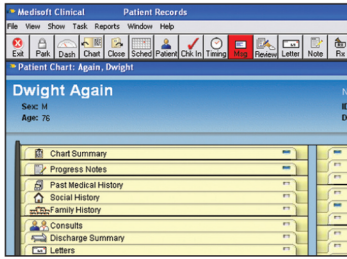 Medisoft Clinical Patient Records
File View Show Task Reports Window Help
Exit Park Dash Chart Close Sched Patient Chk In Timing Msg Review Letter Note Rx
Patient Chart: Again, Dwight
Dwight Again
Sex: M
Age: 76
Chart Summary
Progress Notes
Past Medical History
Social History
Family History
Consults
Discharge Summary
Letters